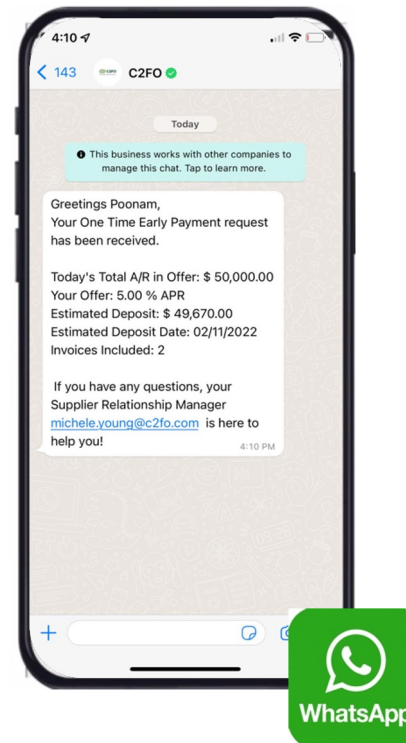 4:10
143
C2FO
Today
This business works with other companies to
manage this chat. Tap to learn more.
Greetings Poonam,
Your One Time Early Payment request
has been received.
Today's Total A/R in Offer: $ 50,000.00
Your Offer: 5.00 % APR
Estimated Deposit: $ 49,670.00
Estimated Deposit Date: 02/11/2022
Invoices Included: 2
If you have any questions, your
Supplier Relationship Manager
michele.young@c2fo.com is here to
help you!
4:10 PM
WhatsApp